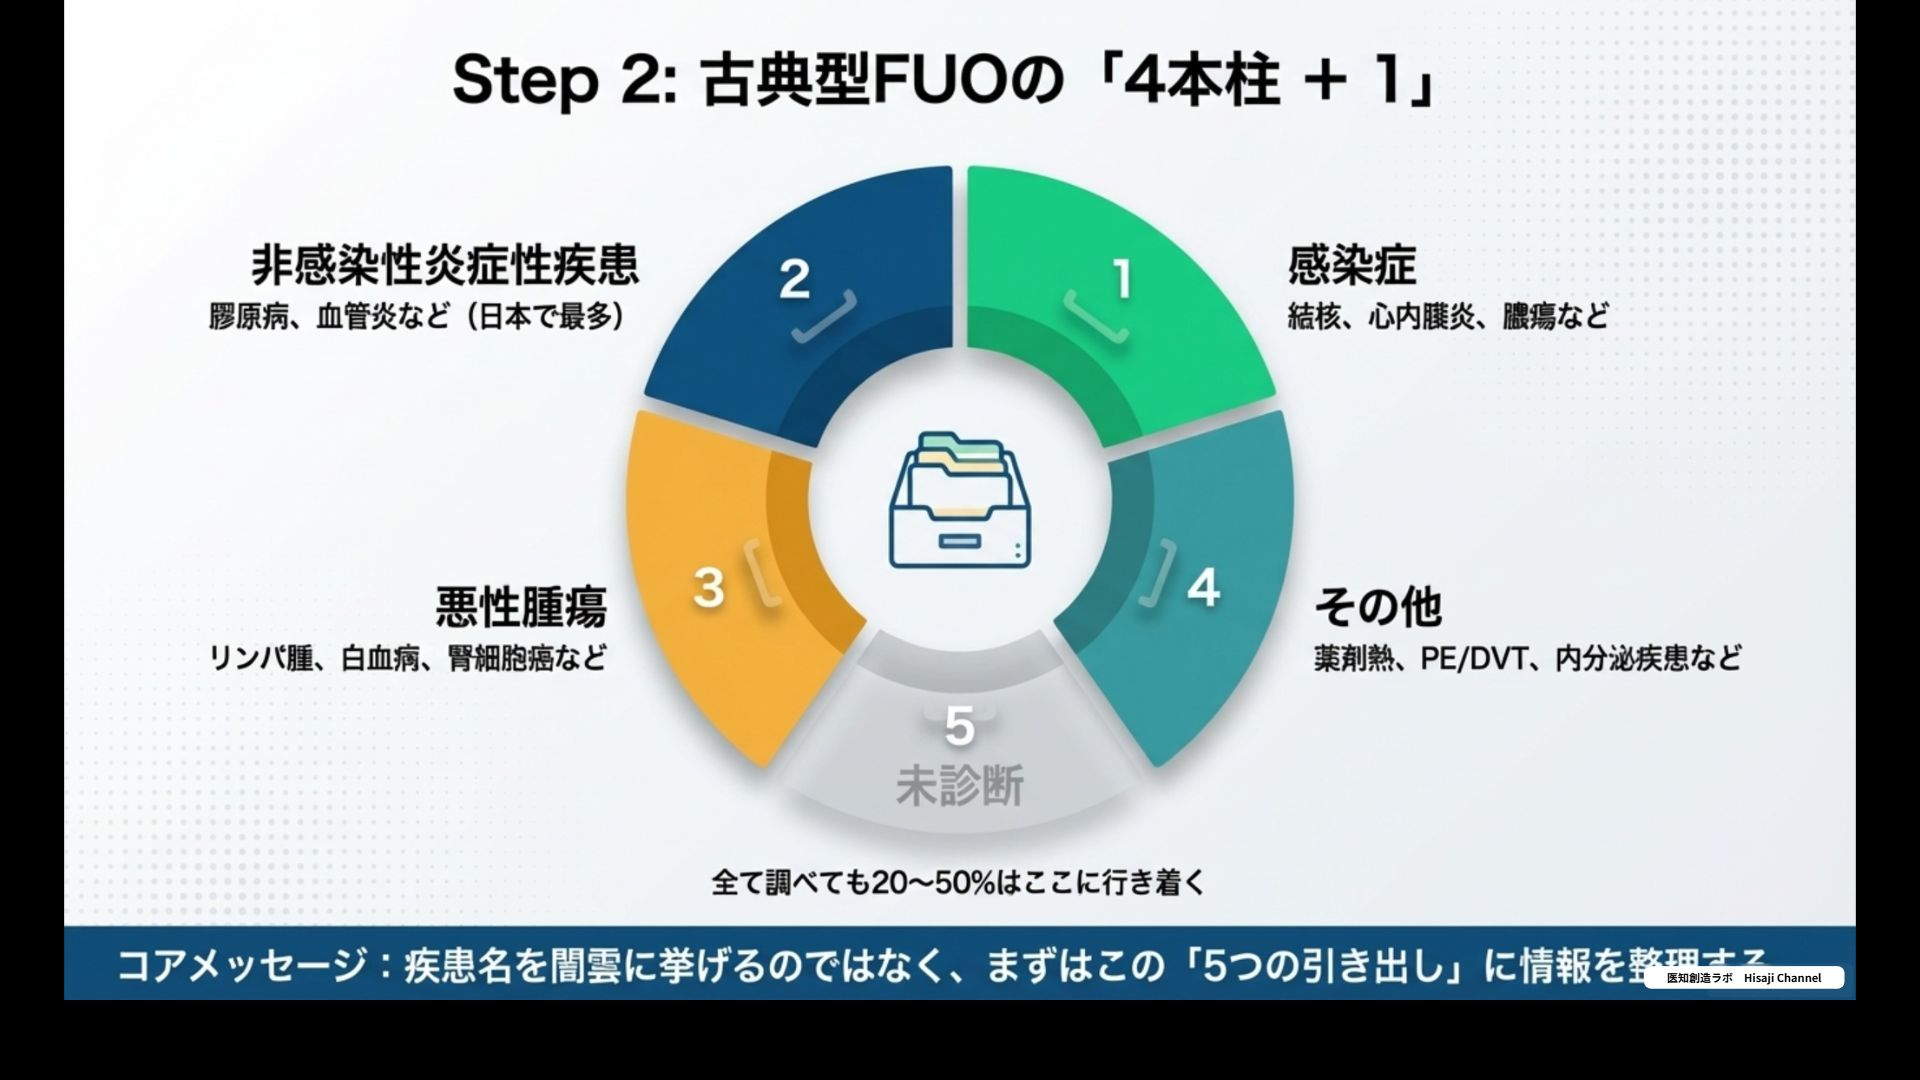 Step 2: 古典型FUOの「4本柱 + 1」
2
1
非感染性炎症性疾患
膠原病、血管炎など（日本で最多）
感染症
結核、心内膜炎、膿瘍など
3
4
悪性腫瘍
リンパ腫、白血病、腎細胞癌など
その他
薬剤熱、PE/DVT、内分泌疾患など
5
未診断
全て調べても20〜50%はここに行き着く
コアメッセージ：疾患名を闇雲に挙げるのではなく、まずはこの「5つの引き出し」に情報を整理する
医知創造ラボ　Hisaji Channel